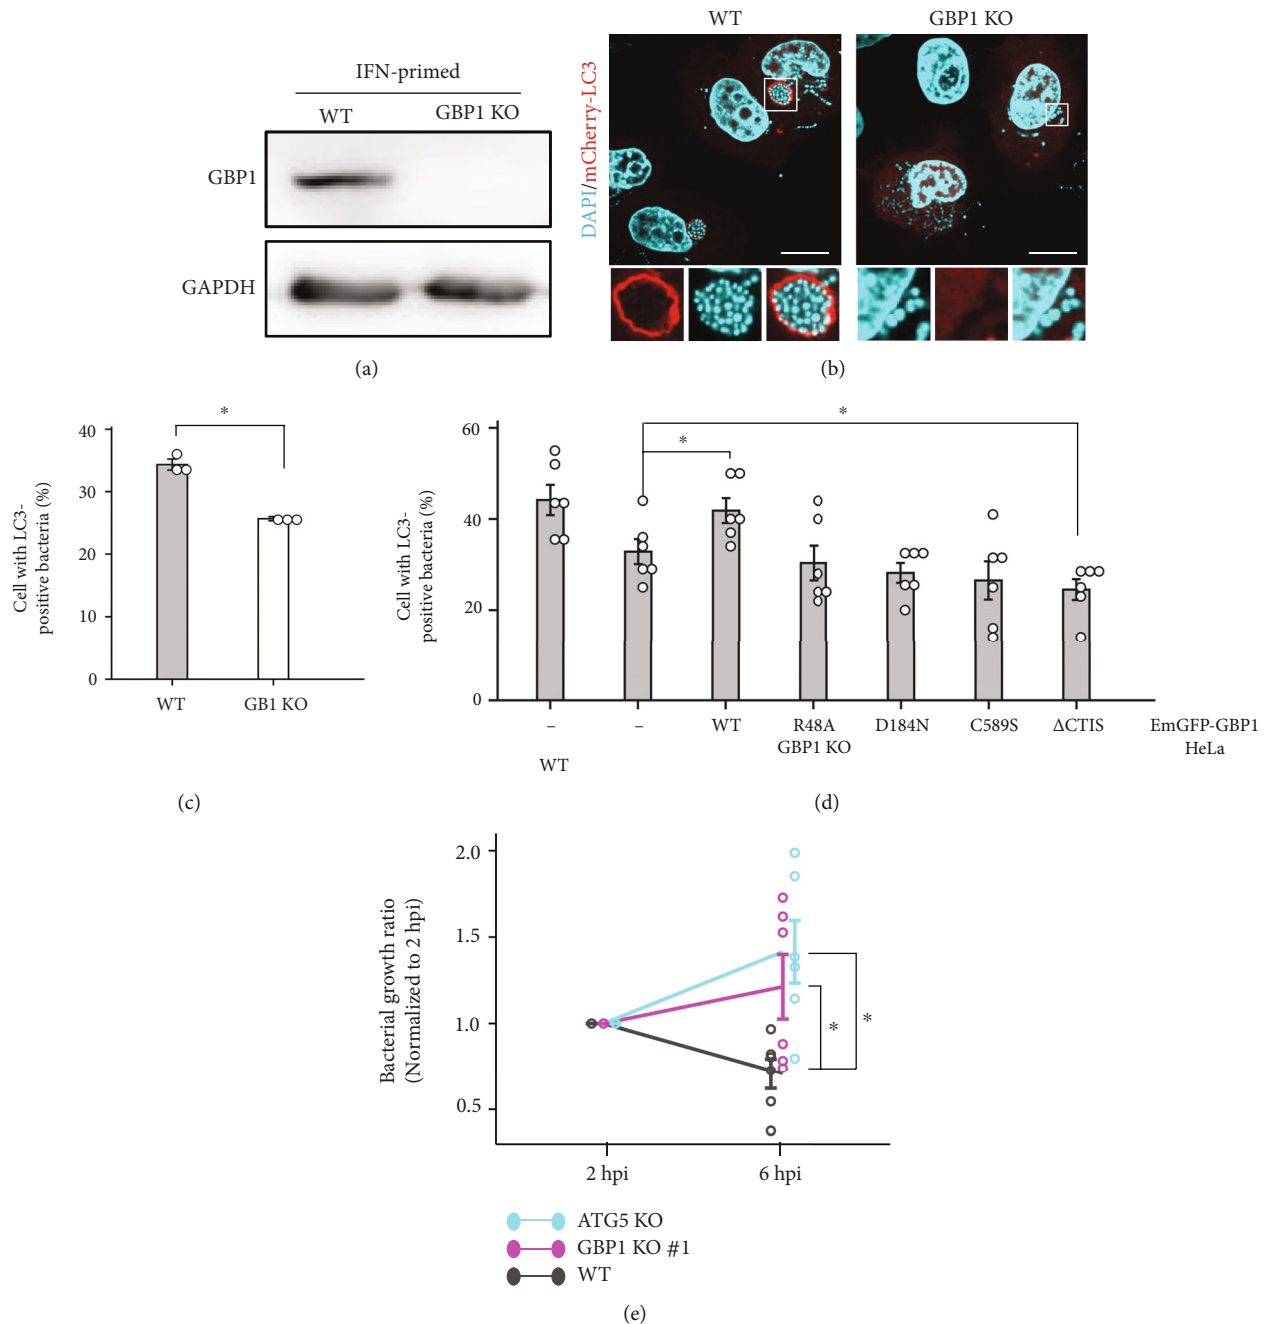 IFN-primed
WT
GBP1 KO
GBP1
GAPDH
(a)
WT
GBP1 KO
DAPI/mCherry-LC3
(b)
Cell with LC3-
positive bacteria (%)
40
30
20
10
0
*
WT
GB1 KO
(c)
Cell with LC3-
positive bacteria (%)
60
40
20
0
*
*
–
–
WT
R48A
D184N
C589S
ΔCTIS
EmGFP-GBP1
WT
GBP1 KO
HeLa
(d)
Bacterial growth ratio
(Normalized to 2 hpi)
2.0
1.5
1.0
0.5
*
*
2 hpi
6 hpi
ATG5 KO
GBP1 KO #1
WT
(e)